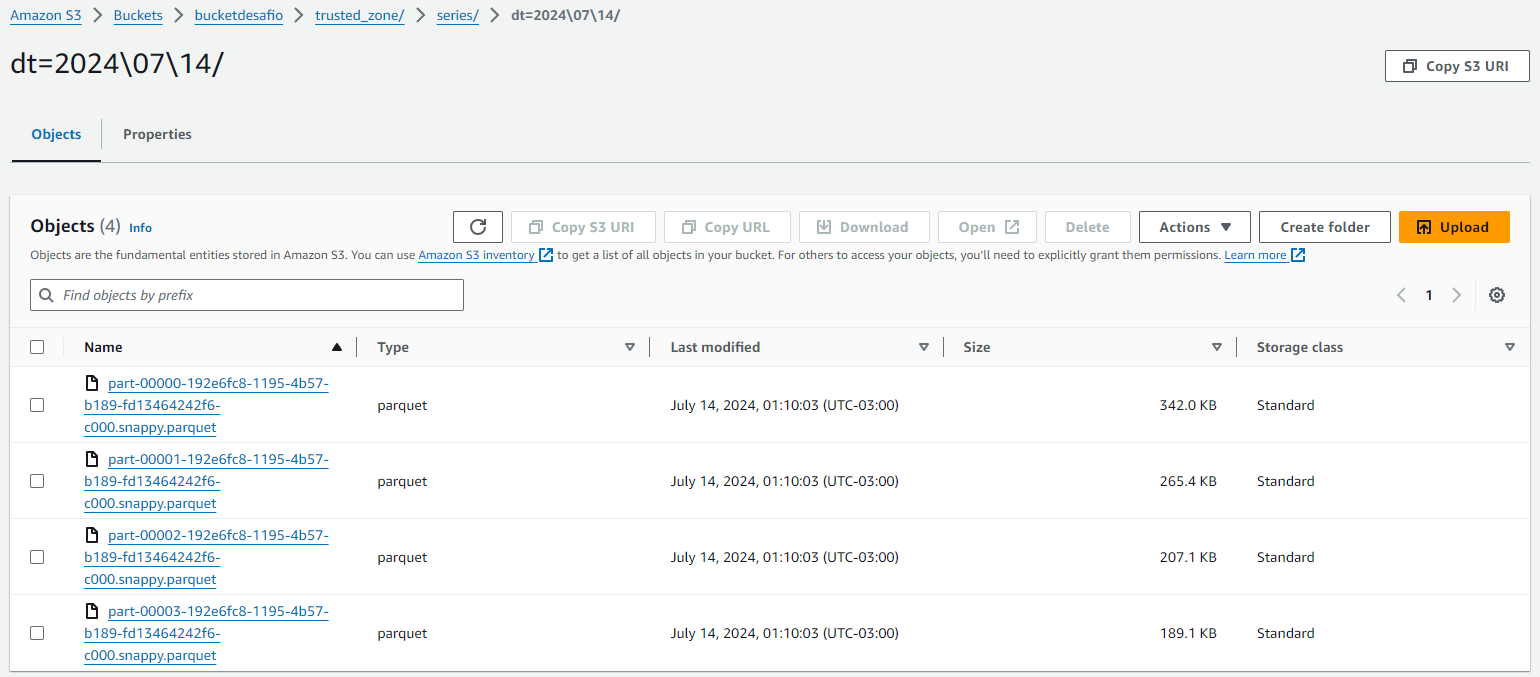 Amazon S3 > Buckets > bucketdesafio > trusted_zone/ > series/ > dt=2024\07\14/
dt=2024\07\14/
Copy S3 URI
Objects Properties
Objects (4) Info
Copy S3 URI Copy URL Download Open Delete Actions Create folder Upload
Objects are the fundamental entities stored in Amazon S3. You can use Amazon S3 inventory to get a list of all objects in your bucket. For others to access your objects, you'll need to explicitly grant them permissions. Learn more
Find objects by prefix
1
Name Type Last modified Size Storage class
part-00000-192e6fc8-1195-4b57-
b189-fd13464242f6- parquet July 14, 2024, 01:10:03 (UTC-03:00) 342.0 KB Standard
c000.snappy.parquet
part-00001-192e6fc8-1195-4b57-
b189-fd13464242f6- parquet July 14, 2024, 01:10:03 (UTC-03:00) 265.4 KB Standard
c000.snappy.parquet
part-00002-192e6fc8-1195-4b57-
b189-fd13464242f6- parquet July 14, 2024, 01:10:03 (UTC-03:00) 207.1 KB Standard
c000.snappy.parquet
part-00003-192e6fc8-1195-4b57-
b189-fd13464242f6- parquet July 14, 2024, 01:10:03 (UTC-03:00) 189.1 KB Standard
c000.snappy.parquet